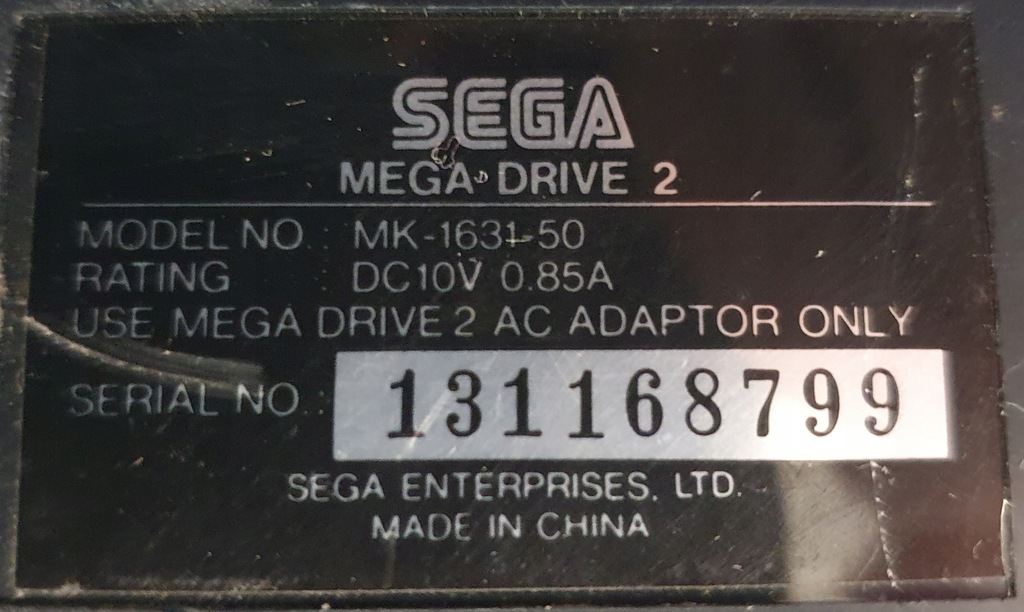 SEGA
MEGA DRIVE 2
MODEL NO. : MK-1631-50
RATING DC10V 0.85A
USE MEGA DRIVE 2 AC ADAPTOR ONLY
SERIAL NO. : 131168799
SEGA ENTERPRISES, LTD.
MADE IN CHINA